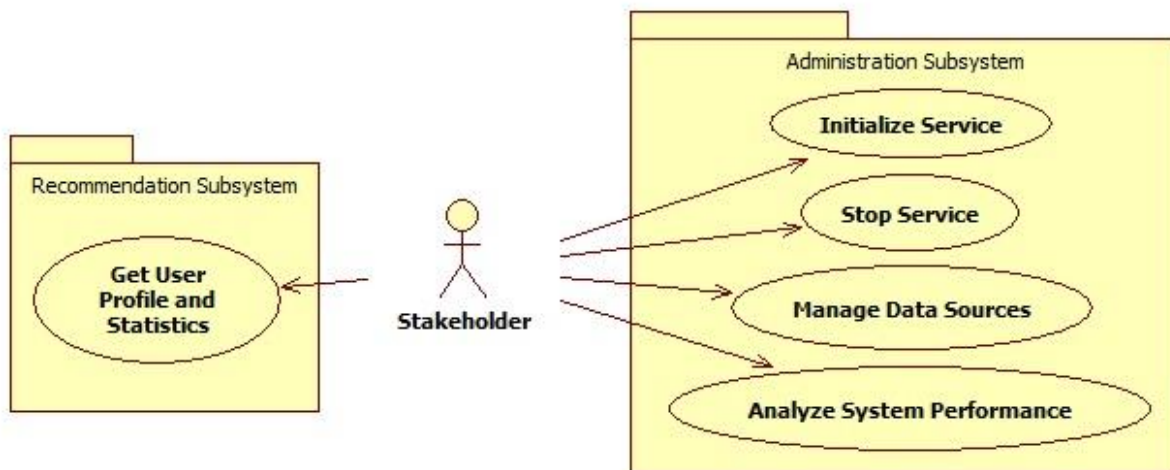 Administration Subsystem
Initialize Service
Recommendation Subsystem
Stop Service
Get User
Profile and
Statistics
Manage Data Sources
Stakeholder
Analyze System Performance